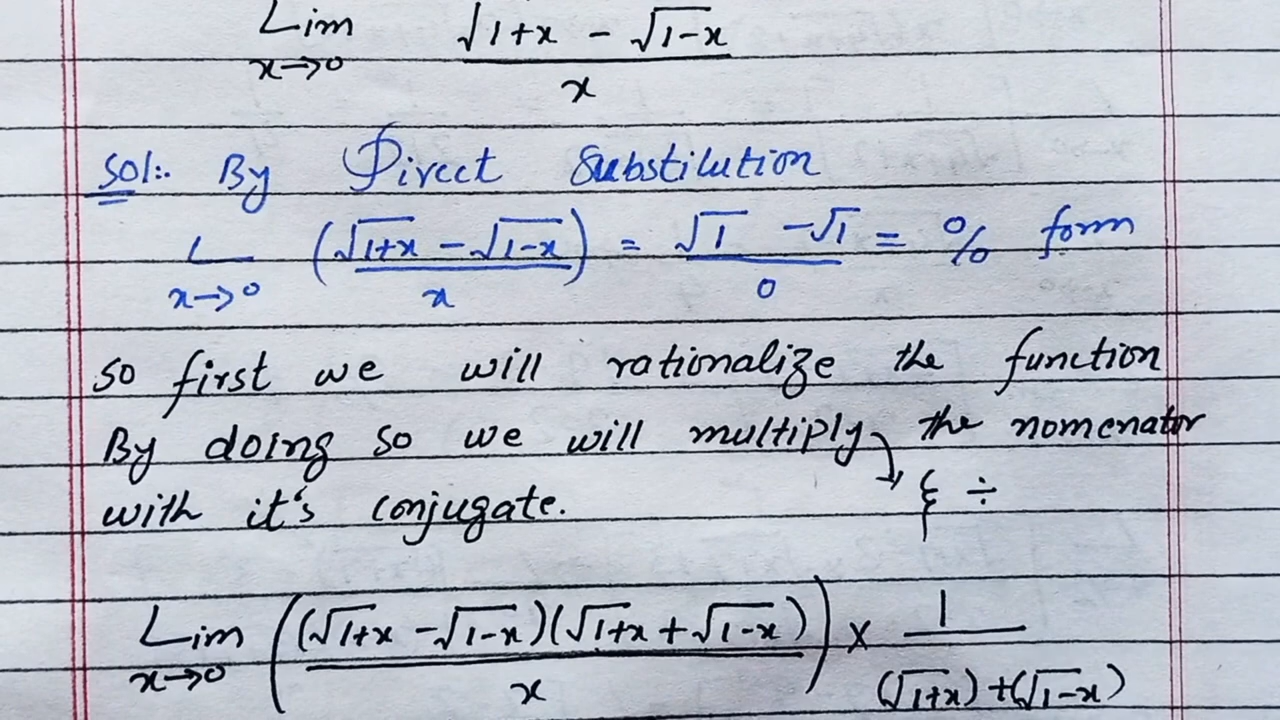 Lim x→0 (√1+x - √1-x) / x
Sol:. By Direct Substilution
L x→0 (√1+x - √1-x) / x = √1 - √1 / 0 = 0/0 form
so first we will rationalize the function
By doing so we will multiply → & ÷ the nomenator
with it's conjugate.
Lim x→0 ((√1+x - √1-x)(√1+x + √1-x) / x) × 1 / (√1+x)+(√1-x)